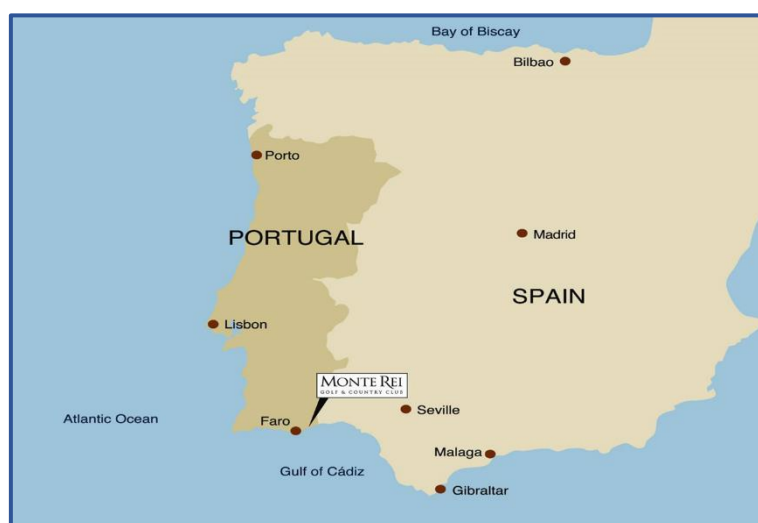 Bay of Biscay
Bilbao
Porto
PORTUGAL
Madrid
SPAIN
Lisbon
MONTE REI
GOLF & COUNTRY CLUB
Seville
Atlantic Ocean
Faro
Malaga
Gulf of Cádiz
Gibraltar